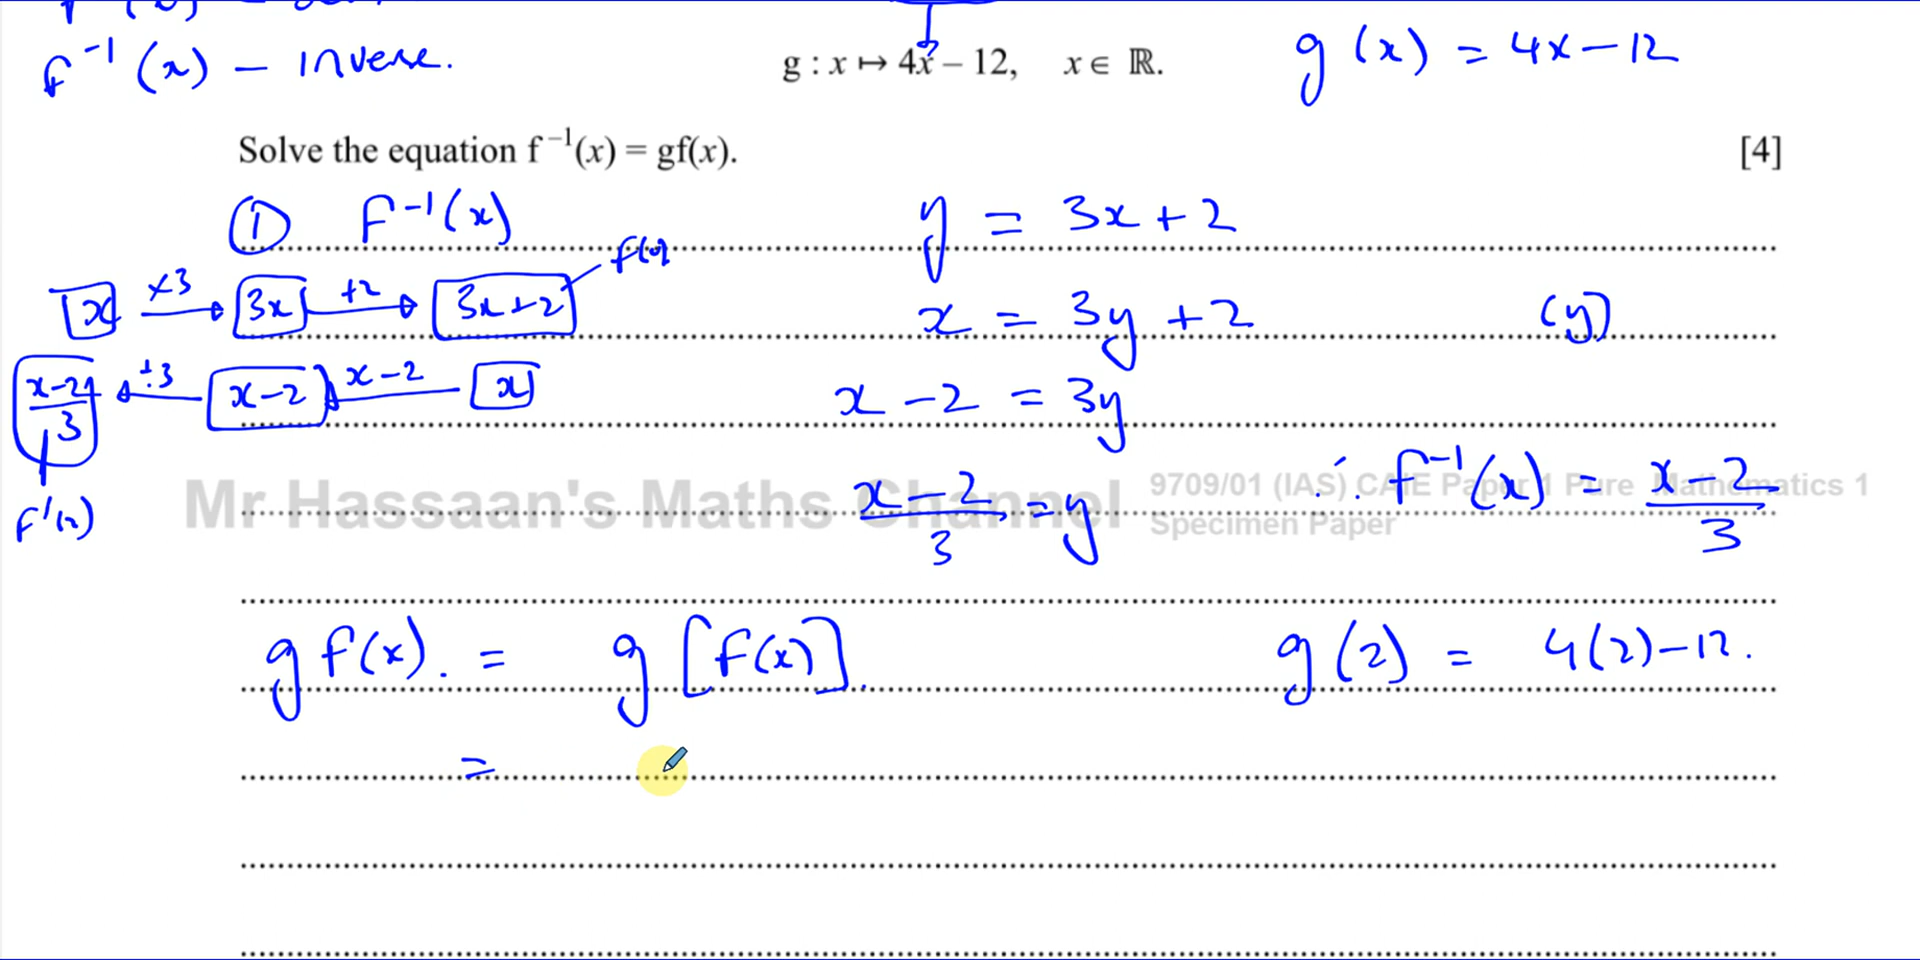 f⁻¹(x) – inverse.
g : x ↦ 4x – 12, x ∈ ℝ.
g(x) = 4x – 12
Solve the equation f⁻¹(x) = gf(x). [4]
① F⁻¹(x)
y = 3x + 2
x ×3 3x +2 3x+2 f(x)
x = 3y + 2 (y)
x–2/3 ÷3 x–2 x–2 x
x – 2 = 3y
x – 2/3 = y
∴ f⁻¹(x) = x – 2/3
F⁻¹(x)
Mr Hassaan's Maths Channel
9709/01 (IAS) CAIE Paper 1 Pure Mathematics 1
Specimen Paper
gf(x). = g[f(x)].
g(2) = 4(2)–12.
=